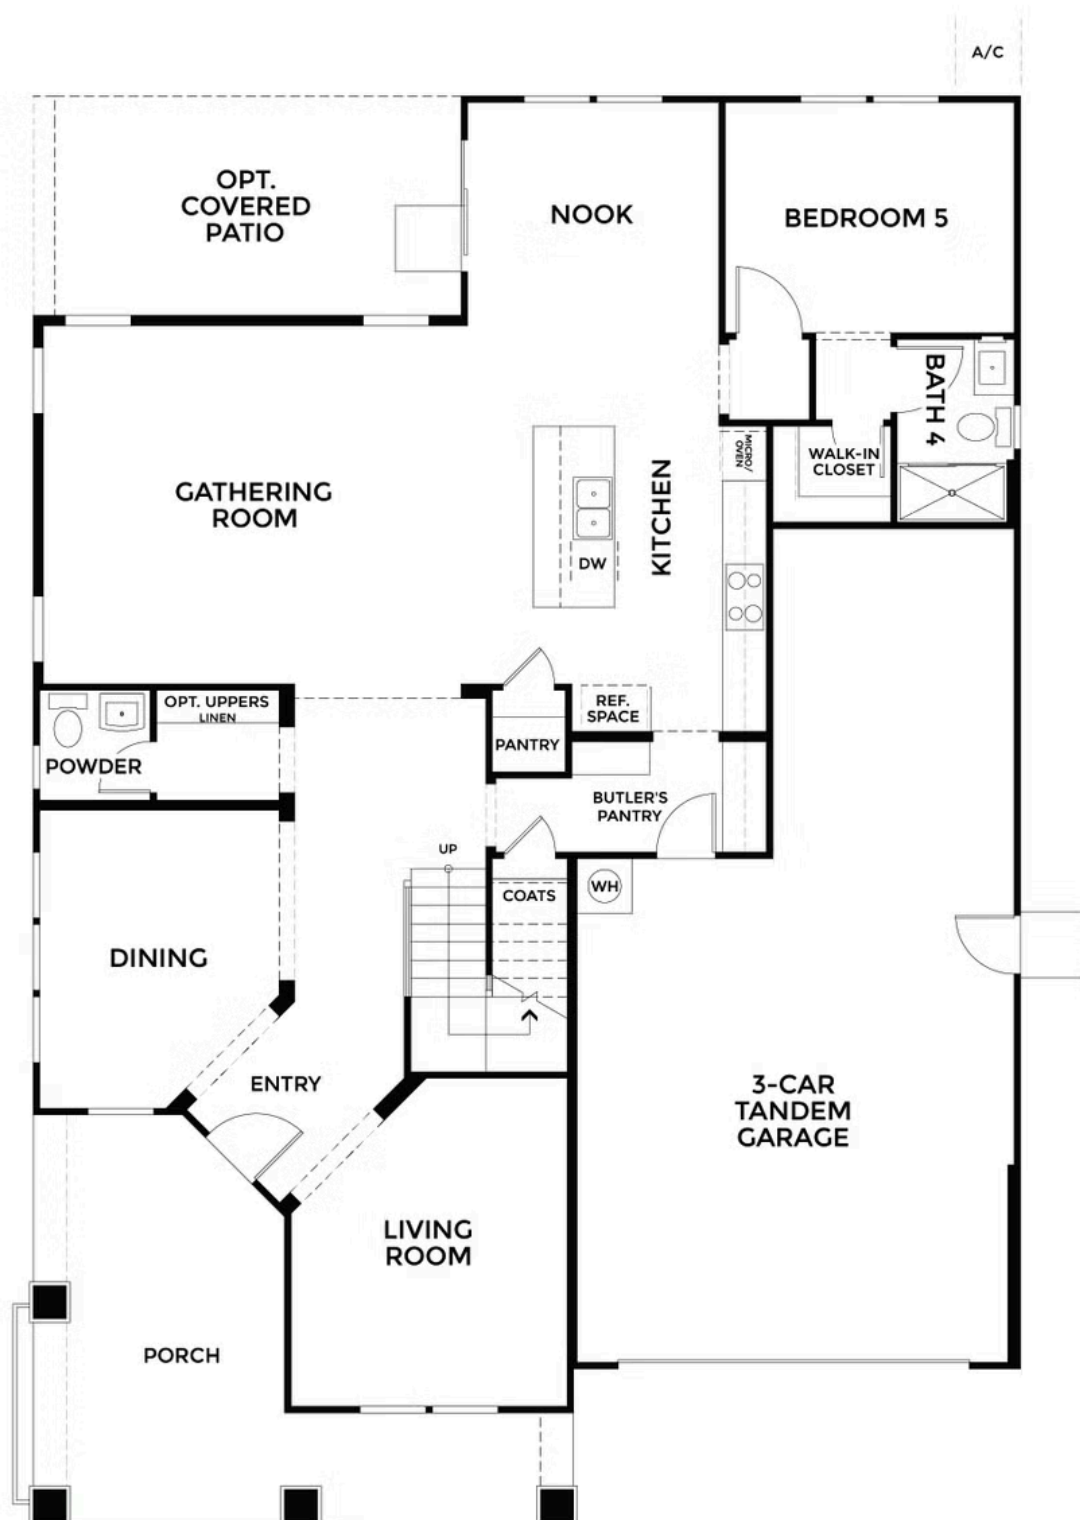 A/C
OPT.
COVERED
PATIO
NOOK
BEDROOM 5
BATH 4
WALK-IN
CLOSET
MICRO/
OVEN
GATHERING
ROOM
KITCHEN
DW
OPT. UPPERS
LINEN
REF.
SPACE
PANTRY
POWDER
BUTLER'S
PANTRY
UP
COATS
WH
DINING
ENTRY
3-CAR
TANDEM
GARAGE
LIVING
ROOM
PORCH